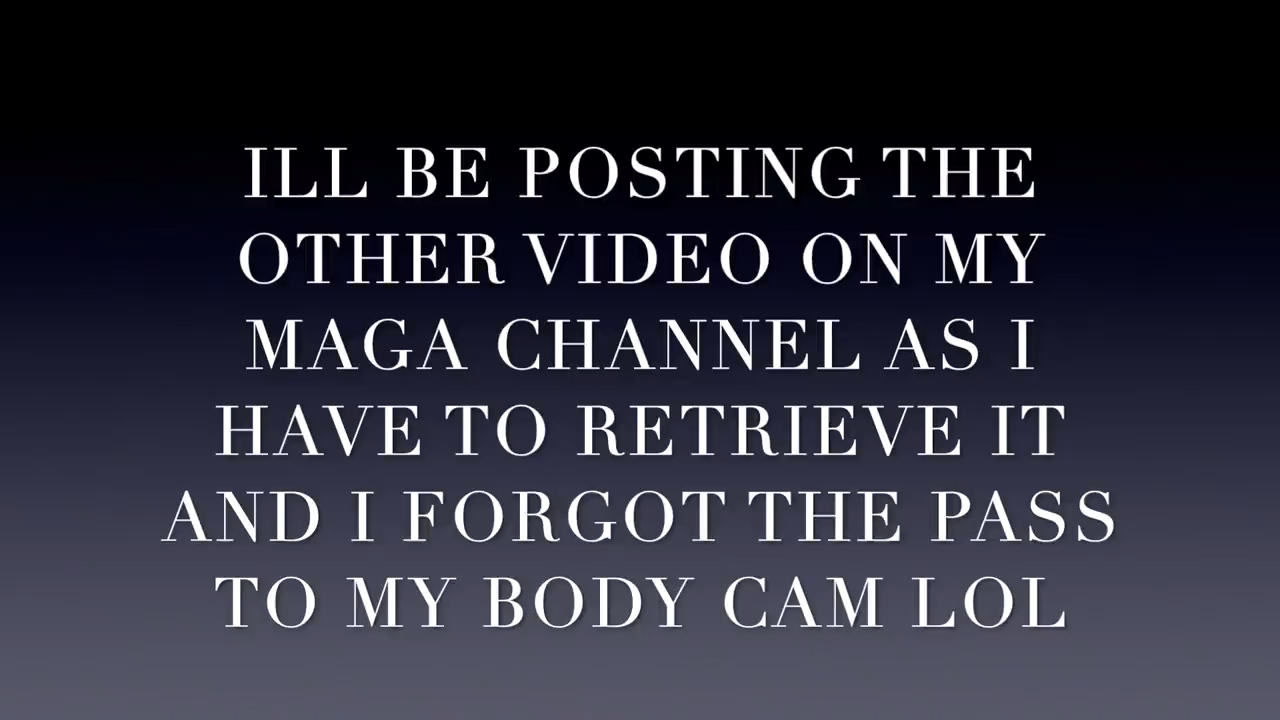 ILL BE POSTING THE
OTHER VIDEO ON MY
MAGA CHANNEL AS I
HAVE TO RETRIEVE IT
AND I FORGOT THE PASS
TO MY BODY CAM LOL